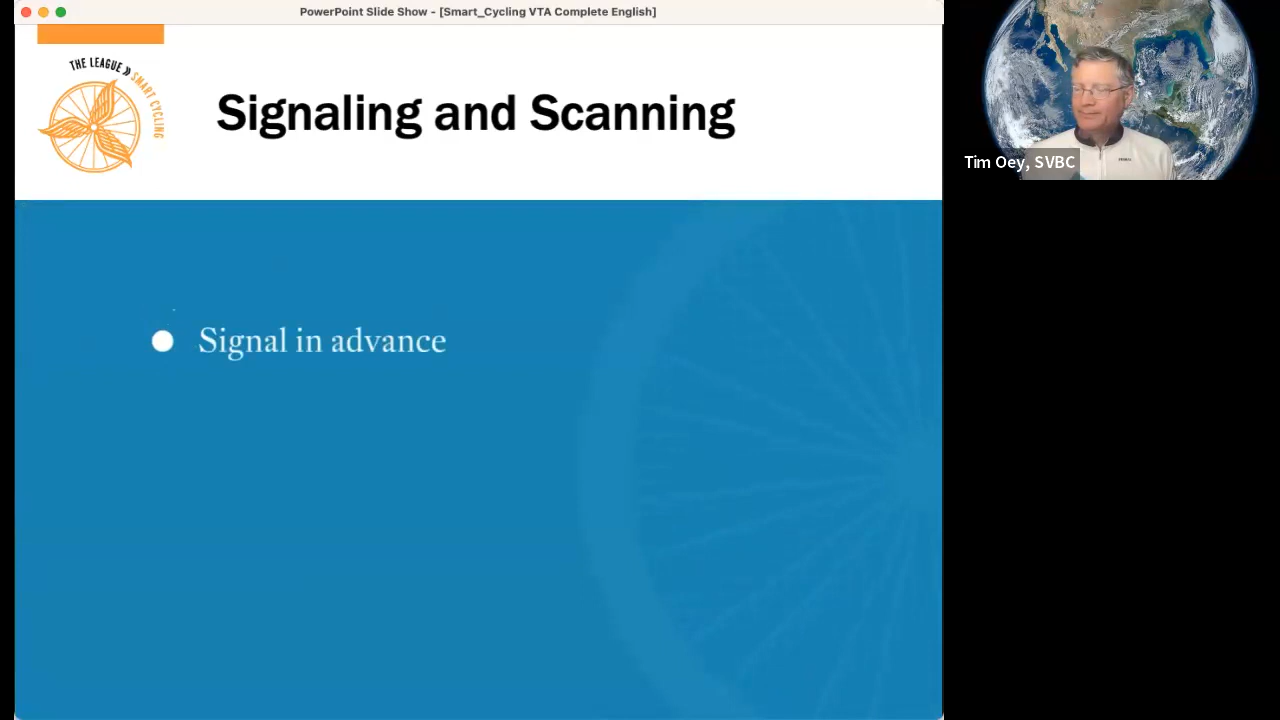 PowerPoint Slide Show - [Smart_Cycling VTA Complete English]
THE LEAGUE » SMART CYCLING
Signaling and Scanning
Tim Oey, SVBC
Signal in advance